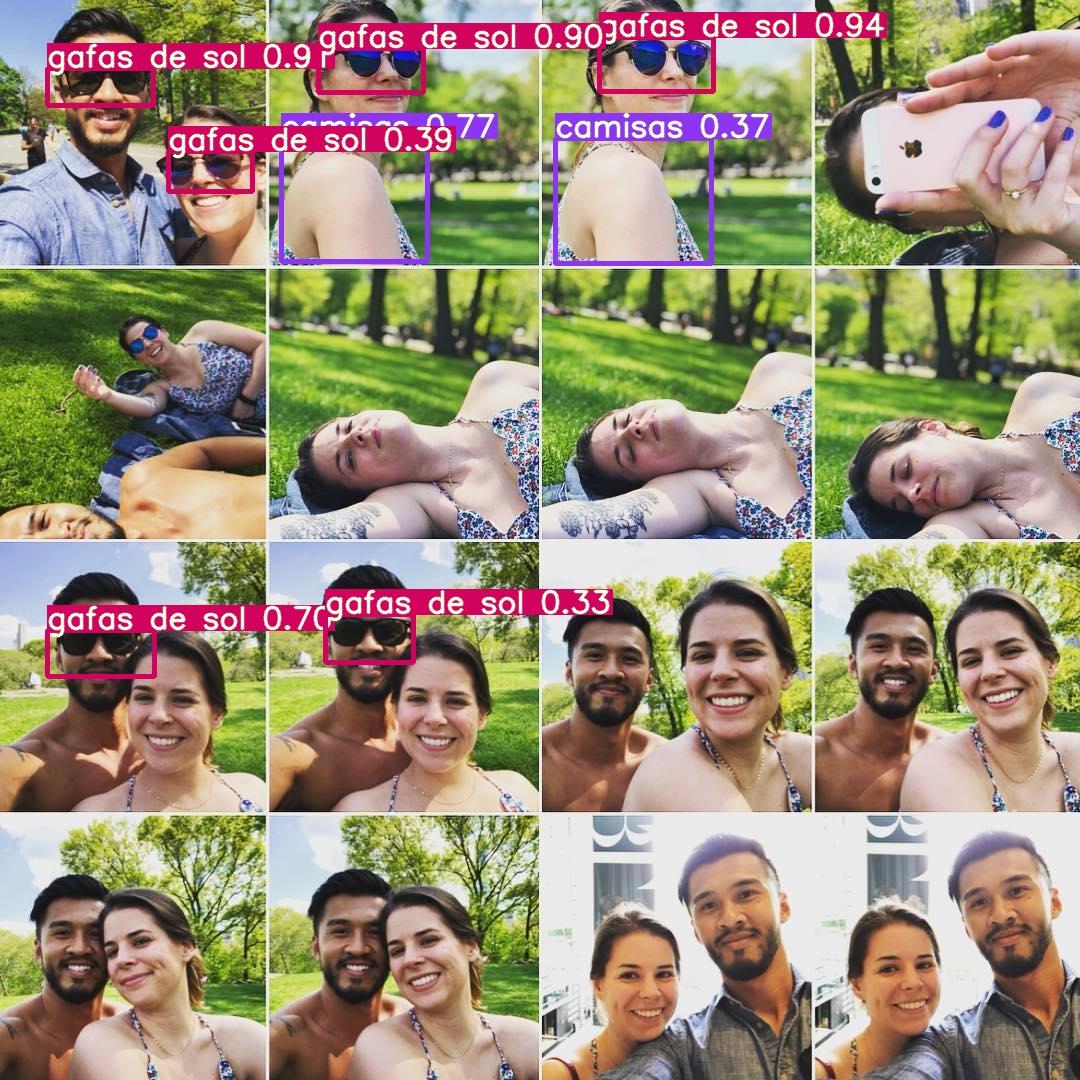 gafas de sol 0.9
gafas de sol 0.90
gafas de sol 0.94
camisas 0.77
camisas 0.37
gafas de sol 0.39
gafas de sol 0.70
gafas de sol 0.33